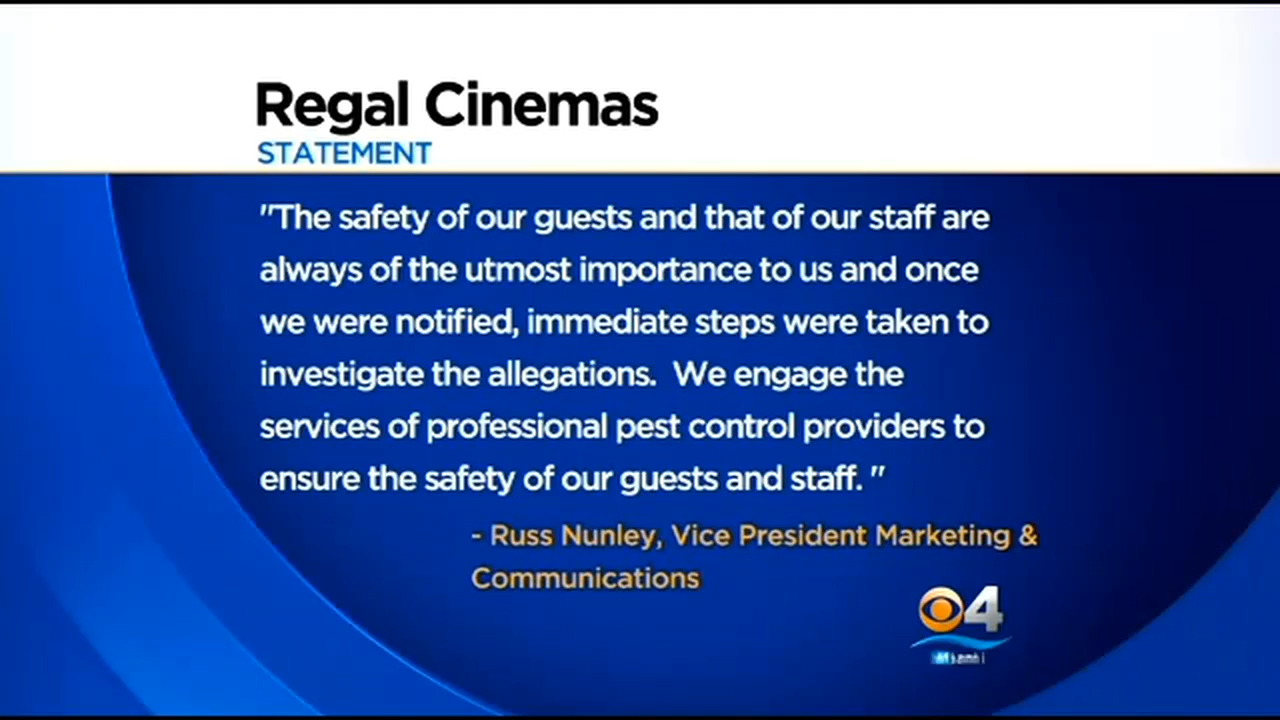 Regal Cinemas
STATEMENT
"The safety of our guests and that of our staff are
always of the utmost importance to us and once
we were notified, immediate steps were taken to
investigate the allegations.  We engage the
services of professional pest control providers to
ensure the safety of our guests and staff. "
- Russ Nunley, Vice President Marketing &
Communications
4